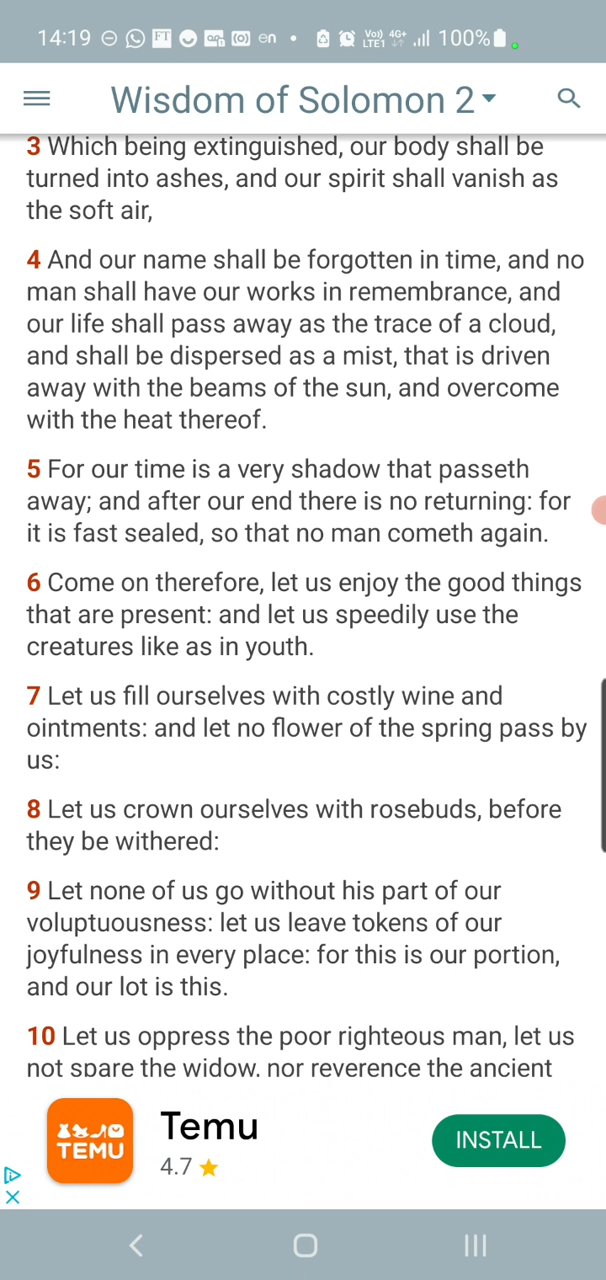 14:19 FT en • Vo)) LTE1 4G+ 100%
Wisdom of Solomon 2
3 Which being extinguished, our body shall be
turned into ashes, and our spirit shall vanish as
the soft air,
4 And our name shall be forgotten in time, and no
man shall have our works in remembrance, and
our life shall pass away as the trace of a cloud,
and shall be dispersed as a mist, that is driven
away with the beams of the sun, and overcome
with the heat thereof.
5 For our time is a very shadow that passeth
away; and after our end there is no returning: for
it is fast sealed, so that no man cometh again.
6 Come on therefore, let us enjoy the good things
that are present: and let us speedily use the
creatures like as in youth.
7 Let us fill ourselves with costly wine and
ointments: and let no flower of the spring pass by
us:
8 Let us crown ourselves with rosebuds, before
they be withered:
9 Let none of us go without his part of our
voluptuousness: let us leave tokens of our
joyfulness in every place: for this is our portion,
and our lot is this.
10 Let us oppress the poor righteous man, let us
not spare the widow, nor reverence the ancient
TEMU
Temu
4.7
INSTALL